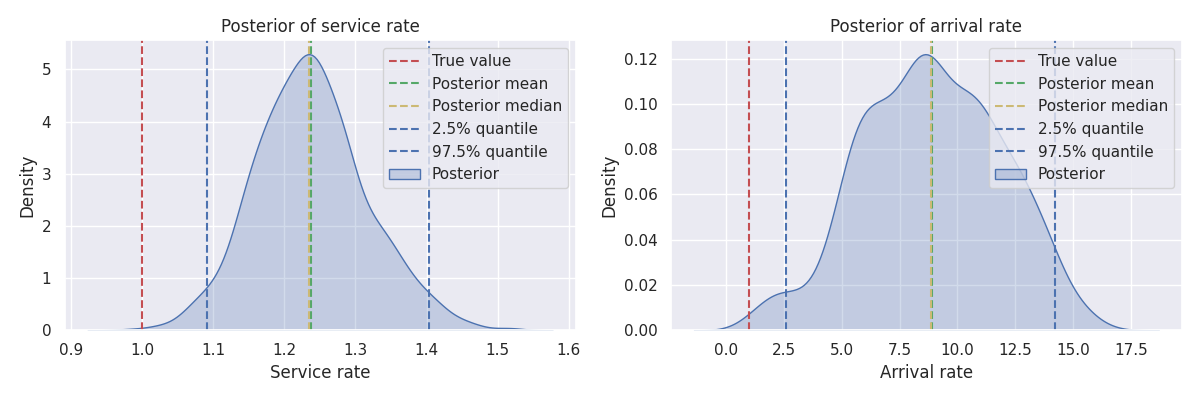 Posterior of service rate
5
4
3
2
1
0
Density
0.9 1.0 1.1 1.2 1.3 1.4 1.5 1.6
Service rate
True value
Posterior mean
Posterior median
2.5% quantile
97.5% quantile
Posterior
Posterior of arrival rate
0.12
0.10
0.08
0.06
0.04
0.02
0.00
Density
0.0 2.5 5.0 7.5 10.0 12.5 15.0 17.5
Arrival rate
True value
Posterior mean
Posterior median
2.5% quantile
97.5% quantile
Posterior